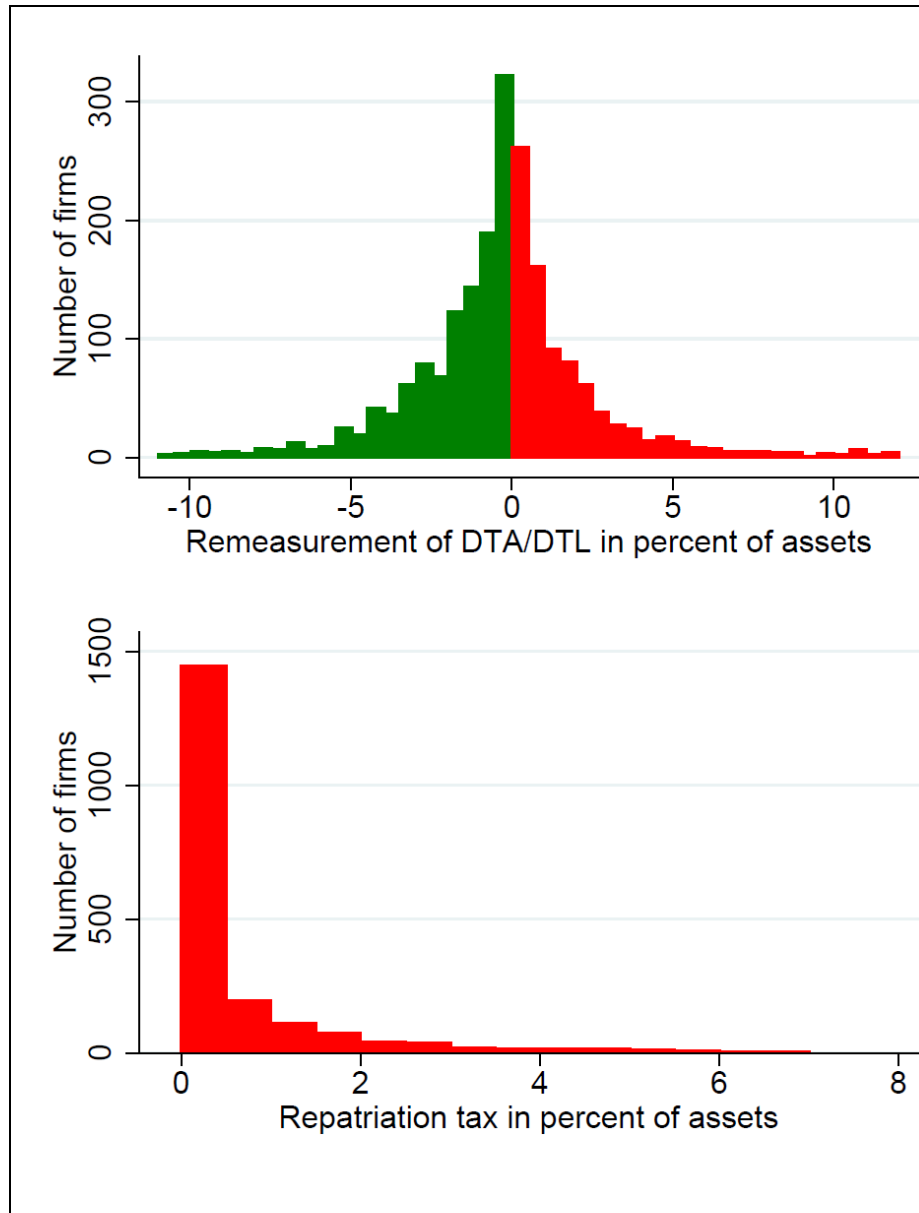 Number of firms
300
200
100
0
-10 -5 0 5 10
Remeasurement of DTA/DTL in percent of assets
Number of firms
1500
1000
500
0
0 2 4 6 8
Repatriation tax in percent of assets